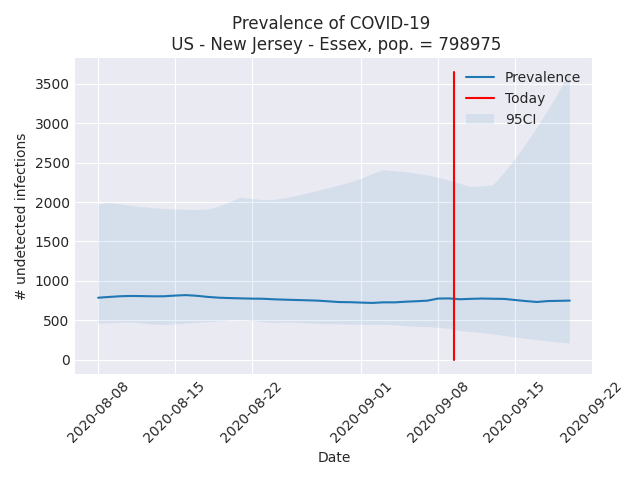 Prevalence of COVID-19
US - New Jersey - Essex, pop. = 798975
Prevalence
Today
95CI
# undetected infections
3500
3000
2500
2000
1500
1000
500
0
2020-08-08
2020-08-15
2020-08-22
2020-09-01
2020-09-08
2020-09-15
2020-09-22
Date